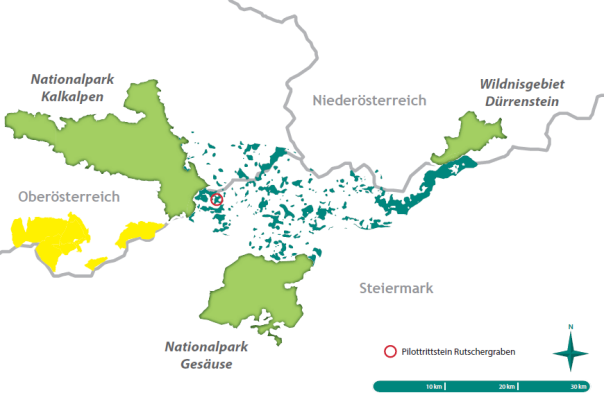 Nationalpark
Kalkalpen
Wildnisgebiet
Dürrenstein
Niederösterreich
Oberösterreich
Steiermark
Nationalpark
Gesäuse
Pilottrittstein Rutschergraben
N
10 km
20 km
30 km